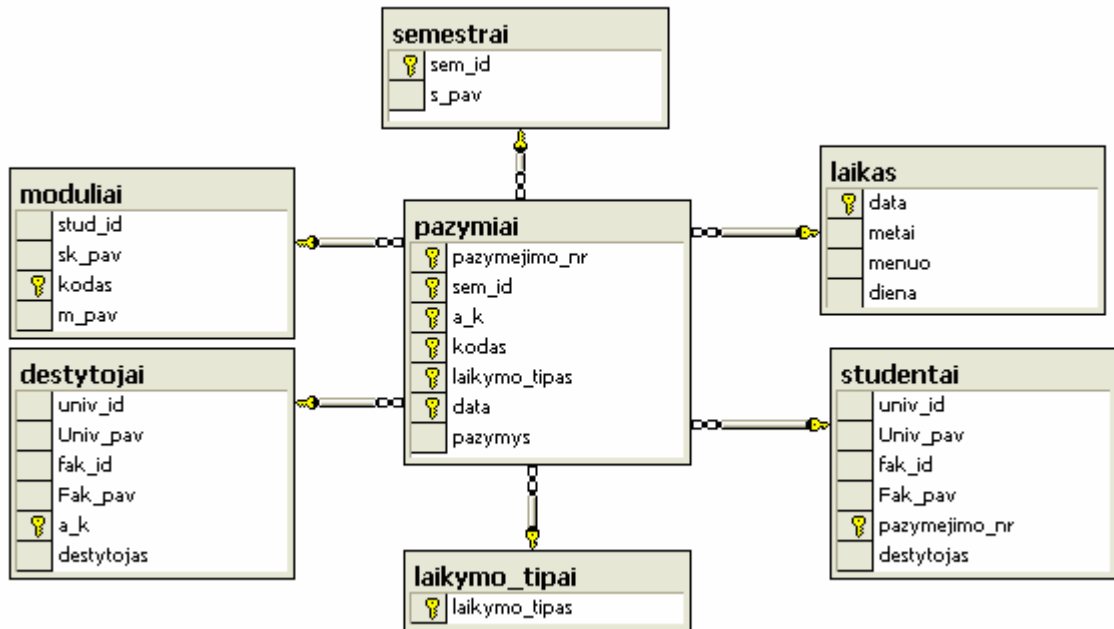 semestrai
sem_id
s_pav
moduliai
stud_id
sk_pav
kodas
m_pav
pazymiai
pazymejimo_nr
sem_id
a_k
kodas
laikymo_tipas
data
pazymys
laikas
data
metai
menuo
diena
destytojai
univ_id
Univ_pav
fak_id
Fak_pav
a_k
destytojas
studentai
univ_id
Univ_pav
fak_id
Fak_pav
pazymejimo_nr
destytojas
laikymo_tipai
laikymo_tipas